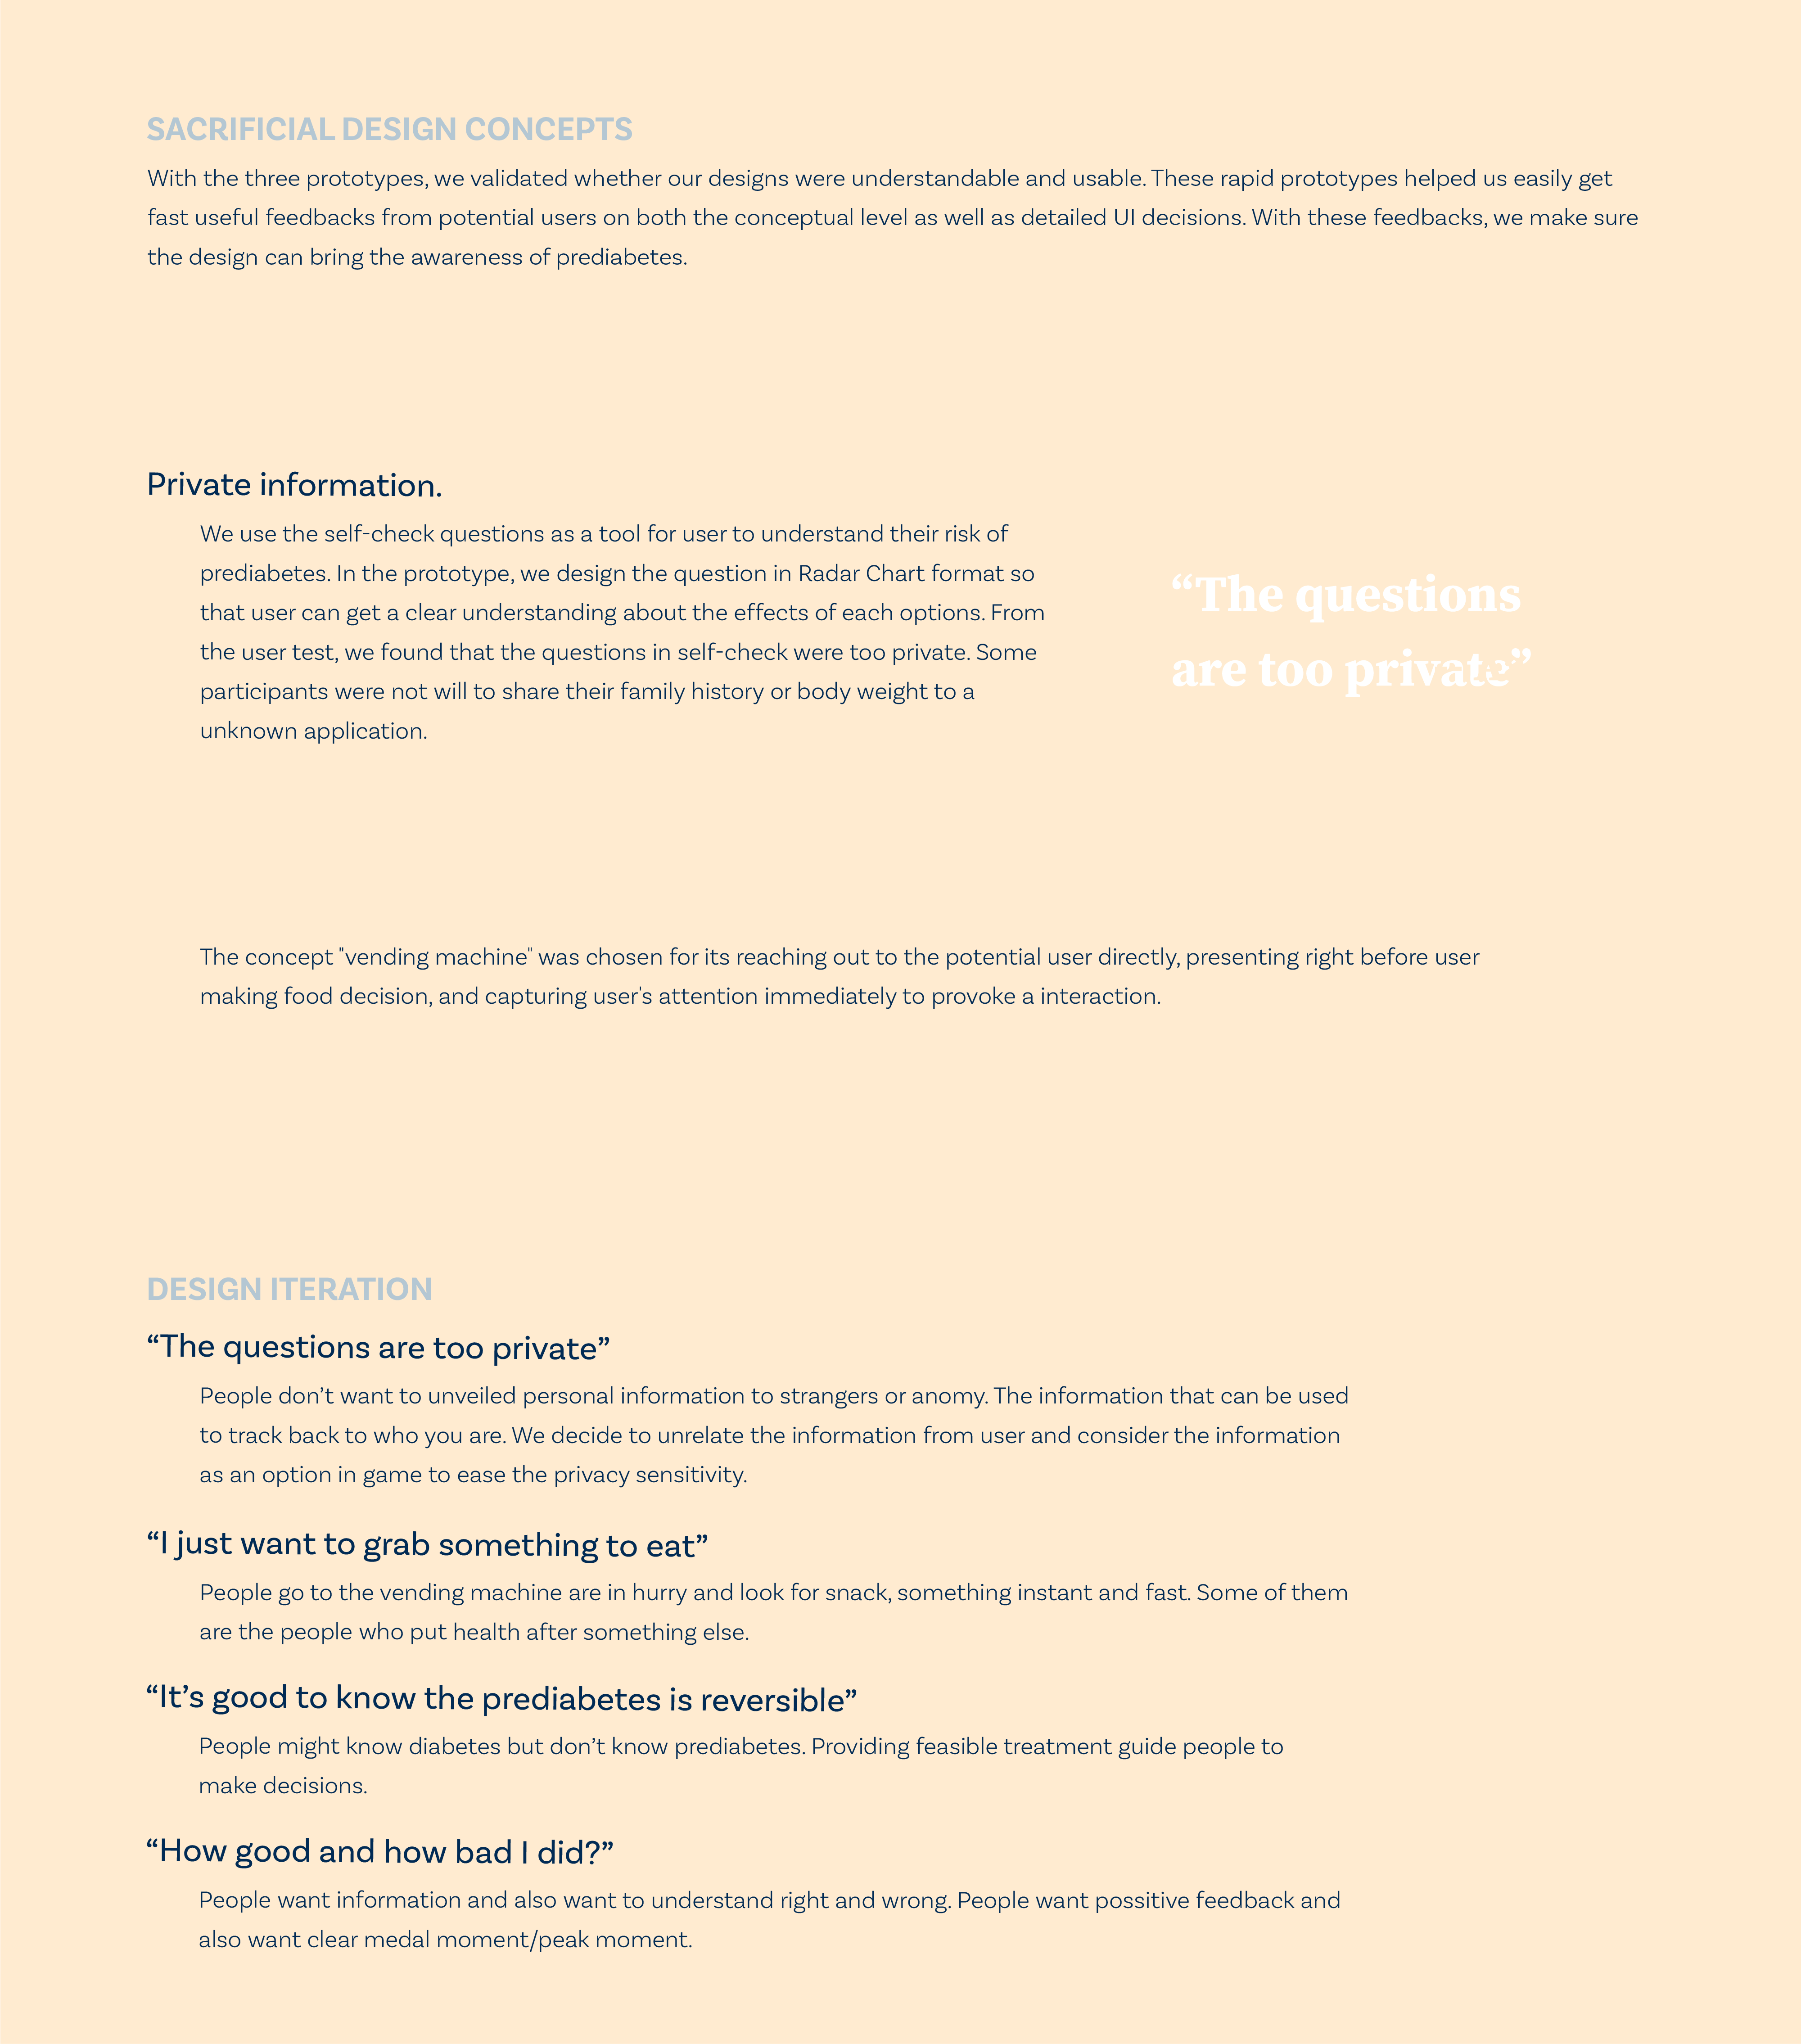 SACRIFICIAL DESIGN CONCEPTS
With the three prototypes, we validated whether our designs were understandable and usable. These rapid prototypes helped us easily get
fast useful feedbacks from potential users on both the conceptual level as well as detailed UI decisions. With these feedbacks, we make sure
the design can bring the awareness of prediabetes.
Private information.
We use the self-check questions as a tool for user to understand their risk of
prediabetes. In the prototype, we design the question in Radar Chart format so
that user can get a clear understanding about the effects of each options. From
the user test, we found that the questions in self-check were too private. Some
participants were not will to share their family history or body weight to a
unknown application.
“The questions
are too private”
The concept "vending machine" was chosen for its reaching out to the potential user directly, presenting right before user
making food decision, and capturing user's attention immediately to provoke a interaction.
DESIGN ITERATION
“The questions are too private”
People don’t want to unveiled personal information to strangers or anomy. The information that can be used
to track back to who you are. We decide to unrelate the information from user and consider the information
as an option in game to ease the privacy sensitivity.
“I just want to grab something to eat”
People go to the vending machine are in hurry and look for snack, something instant and fast. Some of them
are the people who put health after something else.
“It’s good to know the prediabetes is reversible”
People might know diabetes but don’t know prediabetes. Providing feasible treatment guide people to
make decisions.
“How good and how bad I did?”
People want information and also want to understand right and wrong. People want possitive feedback and
also want clear medal moment/peak moment.